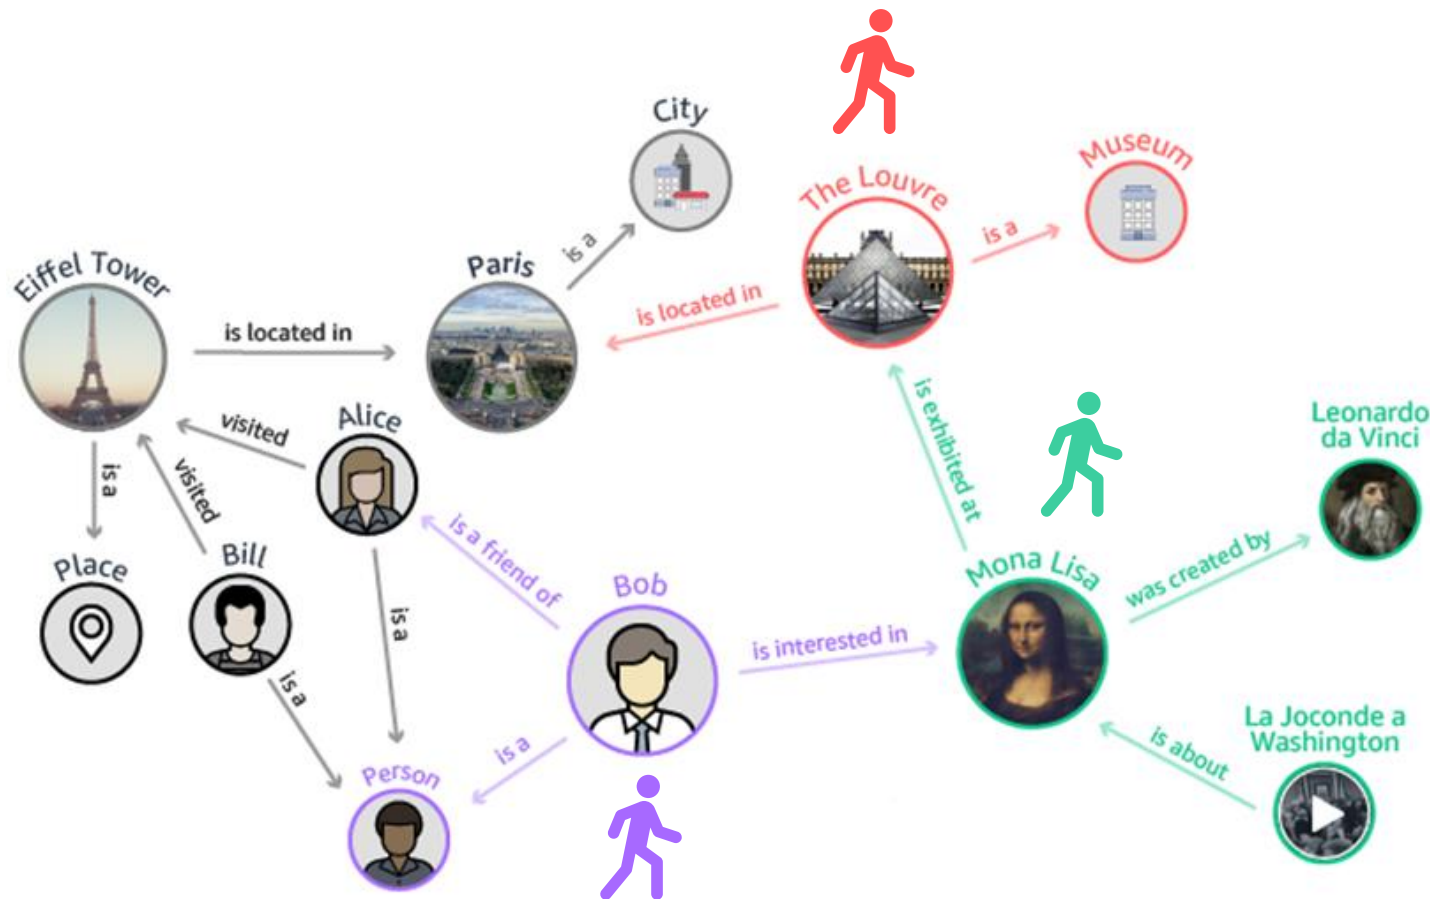 City
Museum
The Louvre
is a
is a
Eiffel Tower
Paris
is located in
is located in
visited
Alice
is exhibited at
Leonardo
da Vinci
is a
visited
Place
Bill
is a friend of
Bob
Mona Lisa
was created by
is a
is interested in
is a
La Joconde a
Washington
is about
is a
Person